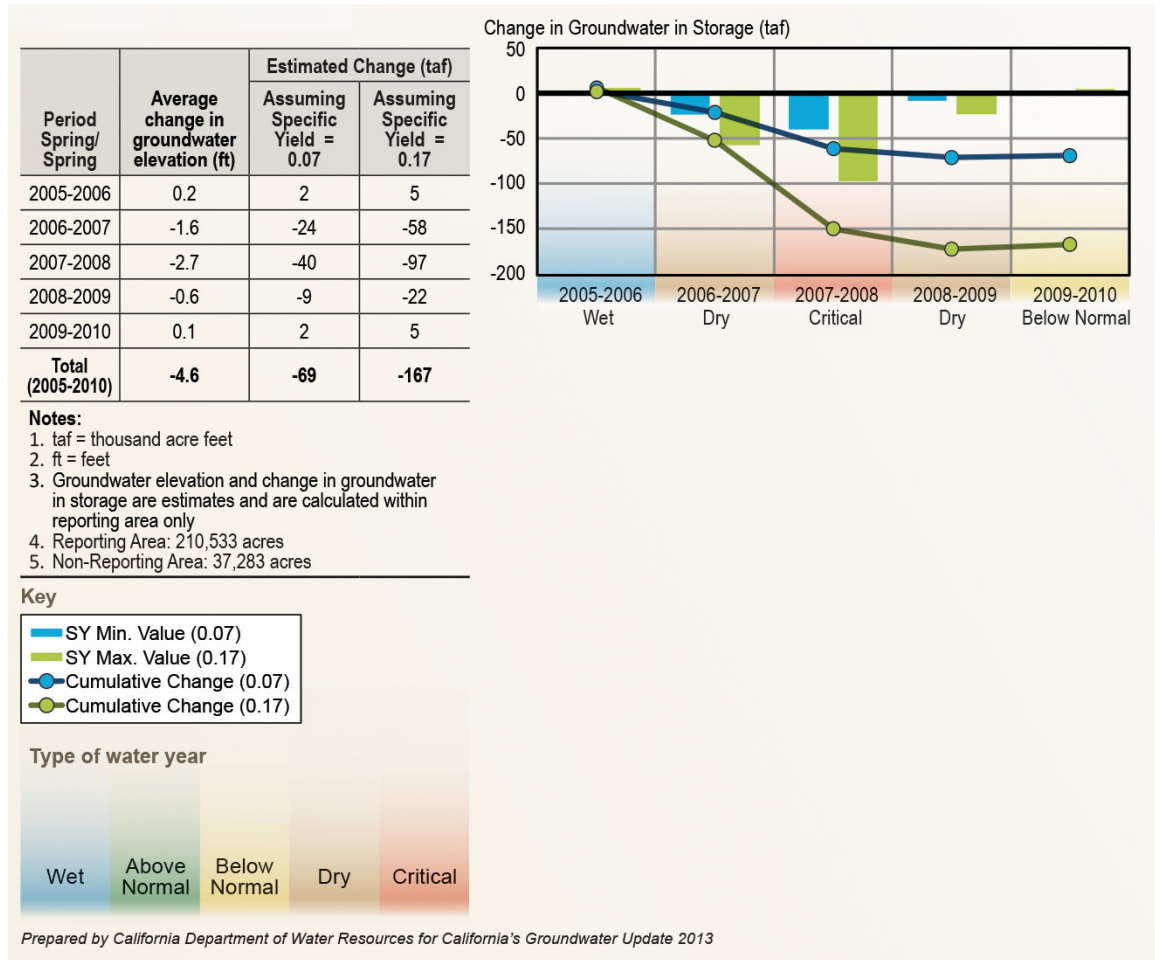 Period
Spring/
Spring
Average
change in
groundwater
elevation (ft)
Estimated Change (taf)
Assuming
Specific
Yield =
0.07
Assuming
Specific
Yield =
0.17
2005-2006 0.2 2 5
2006-2007 -1.6 -24 -58
2007-2008 -2.7 -40 -97
2008-2009 -0.6 -9 -22
2009-2010 0.1 2 5
Total
(2005-2010) -4.6 -69 -167
Notes:
1. taf = thousand acre feet
2. ft = feet
3. Groundwater elevation and change in groundwater
in storage are estimates and are calculated within
reporting area only
4. Reporting Area: 210,533 acres
5. Non-Reporting Area: 37,283 acres
Change in Groundwater in Storage (taf)
50
0
-50
-100
-150
-200
2005-2006 2006-2007 2007-2008 2008-2009 2009-2010
Wet Dry Critical Dry Below Normal
Key
SY Min. Value (0.07)
SY Max. Value (0.17)
Cumulative Change (0.07)
Cumulative Change (0.17)
Type of water year
Wet
Above
Normal
Below
Normal
Dry
Critical
Prepared by California Department of Water Resources for California's Groundwater Update 2013